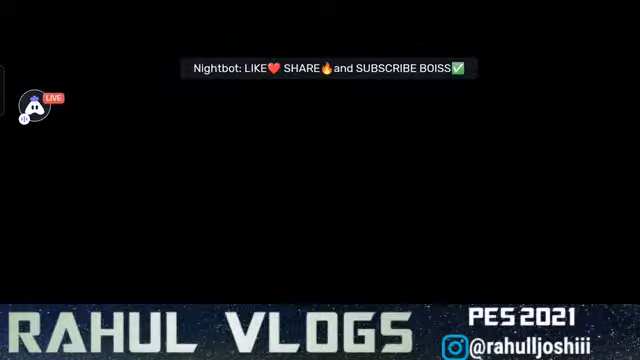 Nightbot: LIKE❤️ SHARE🔥and SUBSCRIBE BOISS✅
LIVE
RAHUL VLOGS
PES 2021
@rahulljoshiii